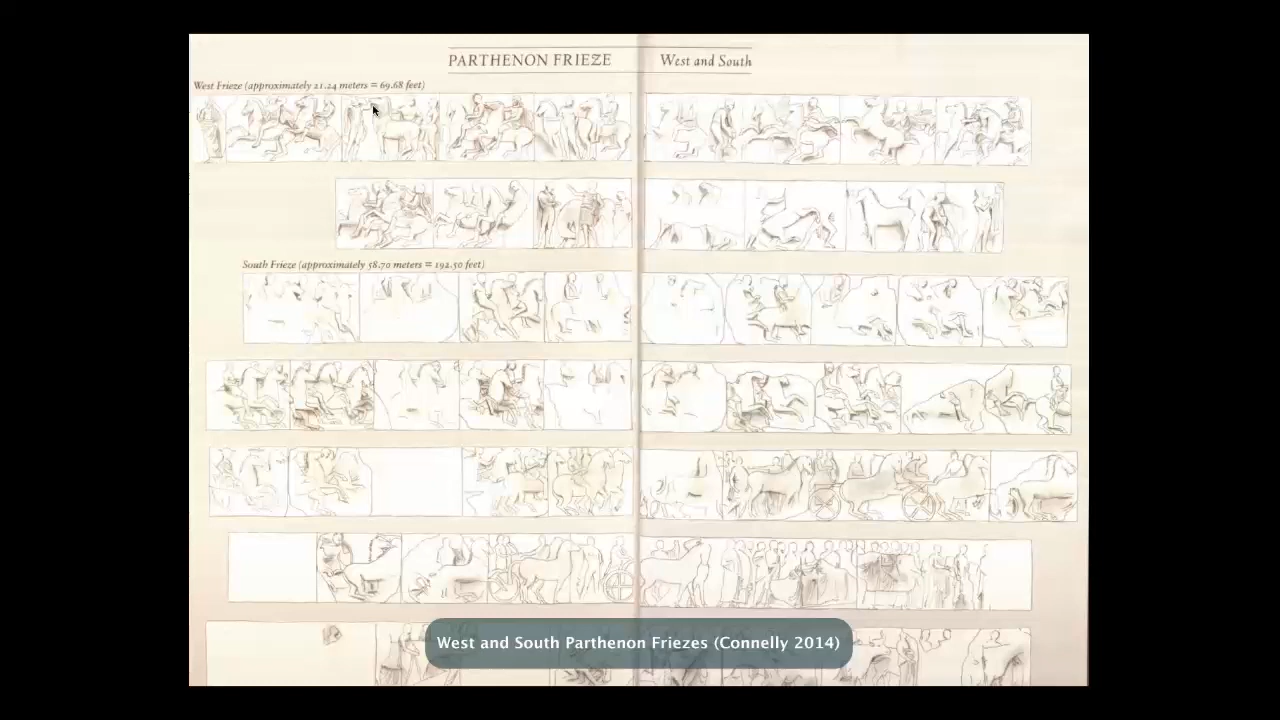 PARTHENON FRIEZE West and South
West Frieze (approximately 21.24 meters = 69.68 feet)
South Frieze (approximately 58.70 meters = 192.50 feet)
West and South Parthenon Friezes (Connelly 2014)